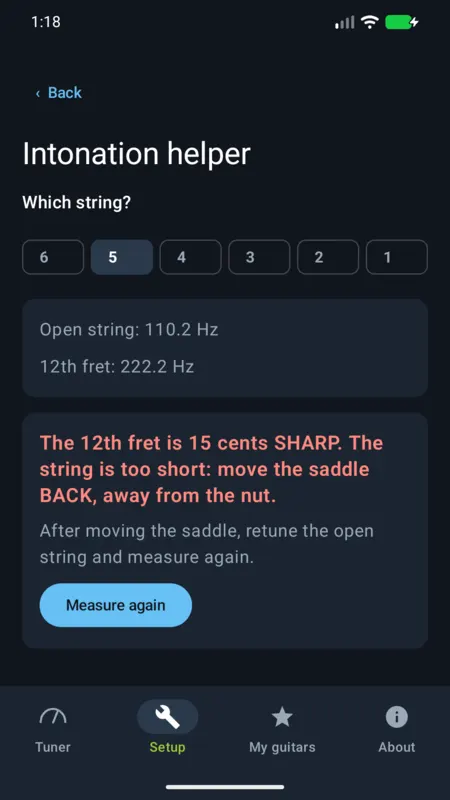 1:18
‹ Back
Intonation helper
Which string?
6 5 4 3 2 1
Open string: 110.2 Hz
12th fret: 222.2 Hz
The 12th fret is 15 cents SHARP. The
string is too short: move the saddle
BACK, away from the nut.
After moving the saddle, retune the open
string and measure again.
Measure again
Tuner Setup My guitars About